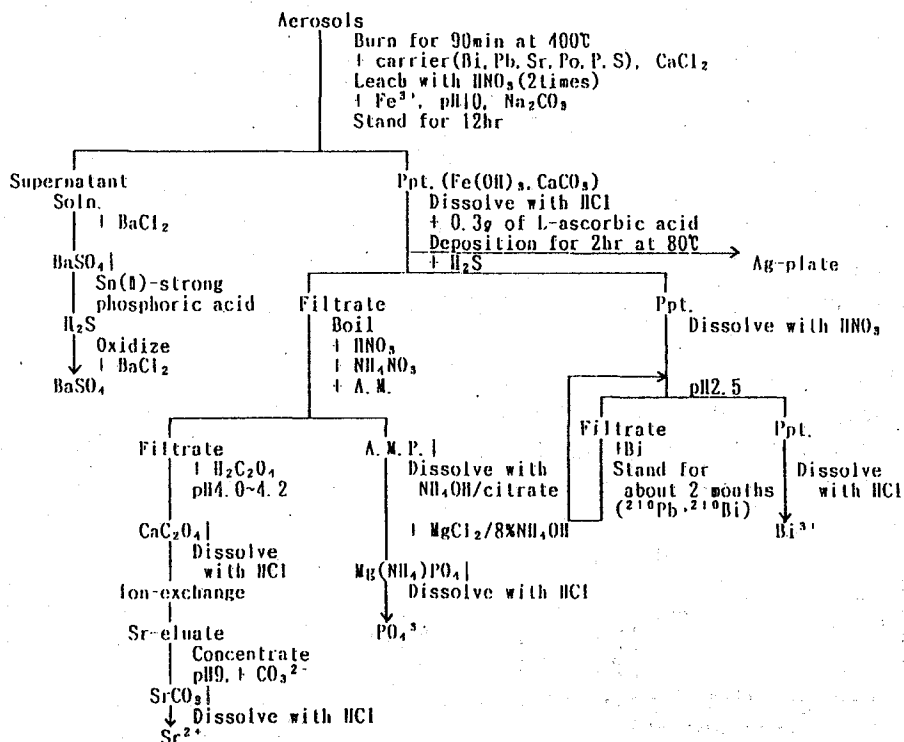 Aerosols
Burn for 90min at 400℃
+ carrier(Bi, Pb, Sr, Po, P, S), CaCl₂
Leach with HNO₃(2times)
+ Fe³⁺, pH10, Na₂CO₃
Stand for 12hr
Supernatant
Soln.
+ BaCl₂
BaSO₄↓
Sn(Ⅱ)-strong
phosphoric acid
H₂S
Oxidize
+ BaCl₂
BaSO₄
Ppt. (Fe(OH)₃, CaCO₃)
Dissolve with HCl
+ 0.3g of L-ascorbic acid
Deposition for 2hr at 80℃
+ H₂S
Ag-plate
Filtrate
Boil
+ HNO₃
+ NH₄NO₃
+ A.M.
Ppt.
Dissolve with HNO₃
pH2.5
Filtrate
+Bi
Stand for
about 2 months
(²¹⁰Pb, ²¹⁰Bi)
Ppt.
Dissolve
with HCl
Bi³⁺
Filtrate
+ H₂C₂O₄
pH4.0~4.2
CaC₂O₄↓
Dissolve
with HCl
Ion-exchange
Sr-eluate
Concentrate
pH9, + CO₃²⁻
SrCO₃↓
Dissolve with HCl
Sr²⁺
A.M.P.↓
Dissolve with
NH₄OH/citrate
+ MgCl₂/8%NH₄OH
Mg(NH₄)PO₄↓
Dissolve with HCl
PO₄³⁻